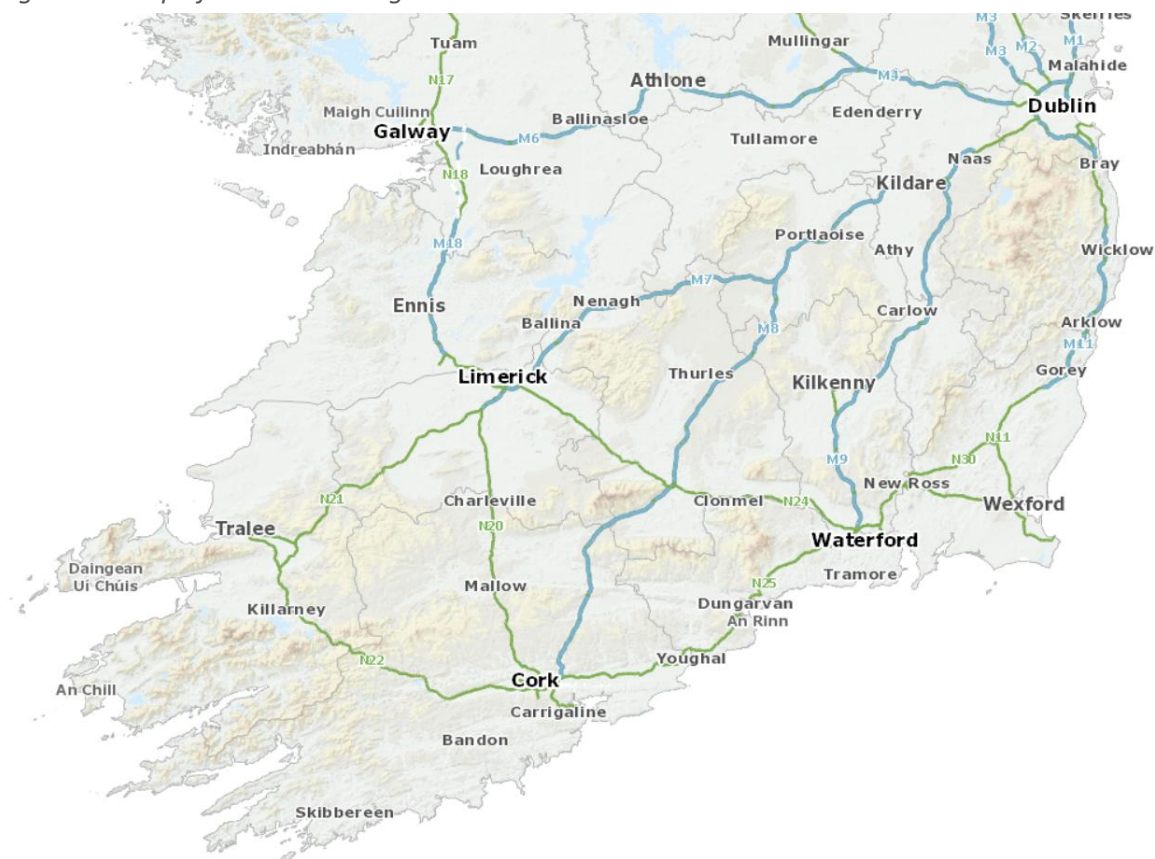 Skerries
M3
Tuam
Mullingar
M3
M2
M1
Malahide
N17
Athlone
Maigh Cuilinn
Ballinasloe
Edenderry
Dublin
Galway
M6
Tullamore
Indreabhán
Loughrea
Naas
Bray
N18
Kildare
Portlaoise
M18
Athy
Wicklow
M7
Ennis
Nenagh
Ballina
M8
Carlow
Arklow
M11
Limerick
Thurles
Kilkenny
Gorey
N11
M9
N30
New Ross
N21
Charleville
Clonmel
N24
Wexford
Tralee
N20
Waterford
Daingean
Uí Chúis
Mallow
N25
Tramore
Killarney
Dungarvan
An Rinn
N22
Youghal
Cork
An Chill
Carrigaline
Bandon
Skibbereen